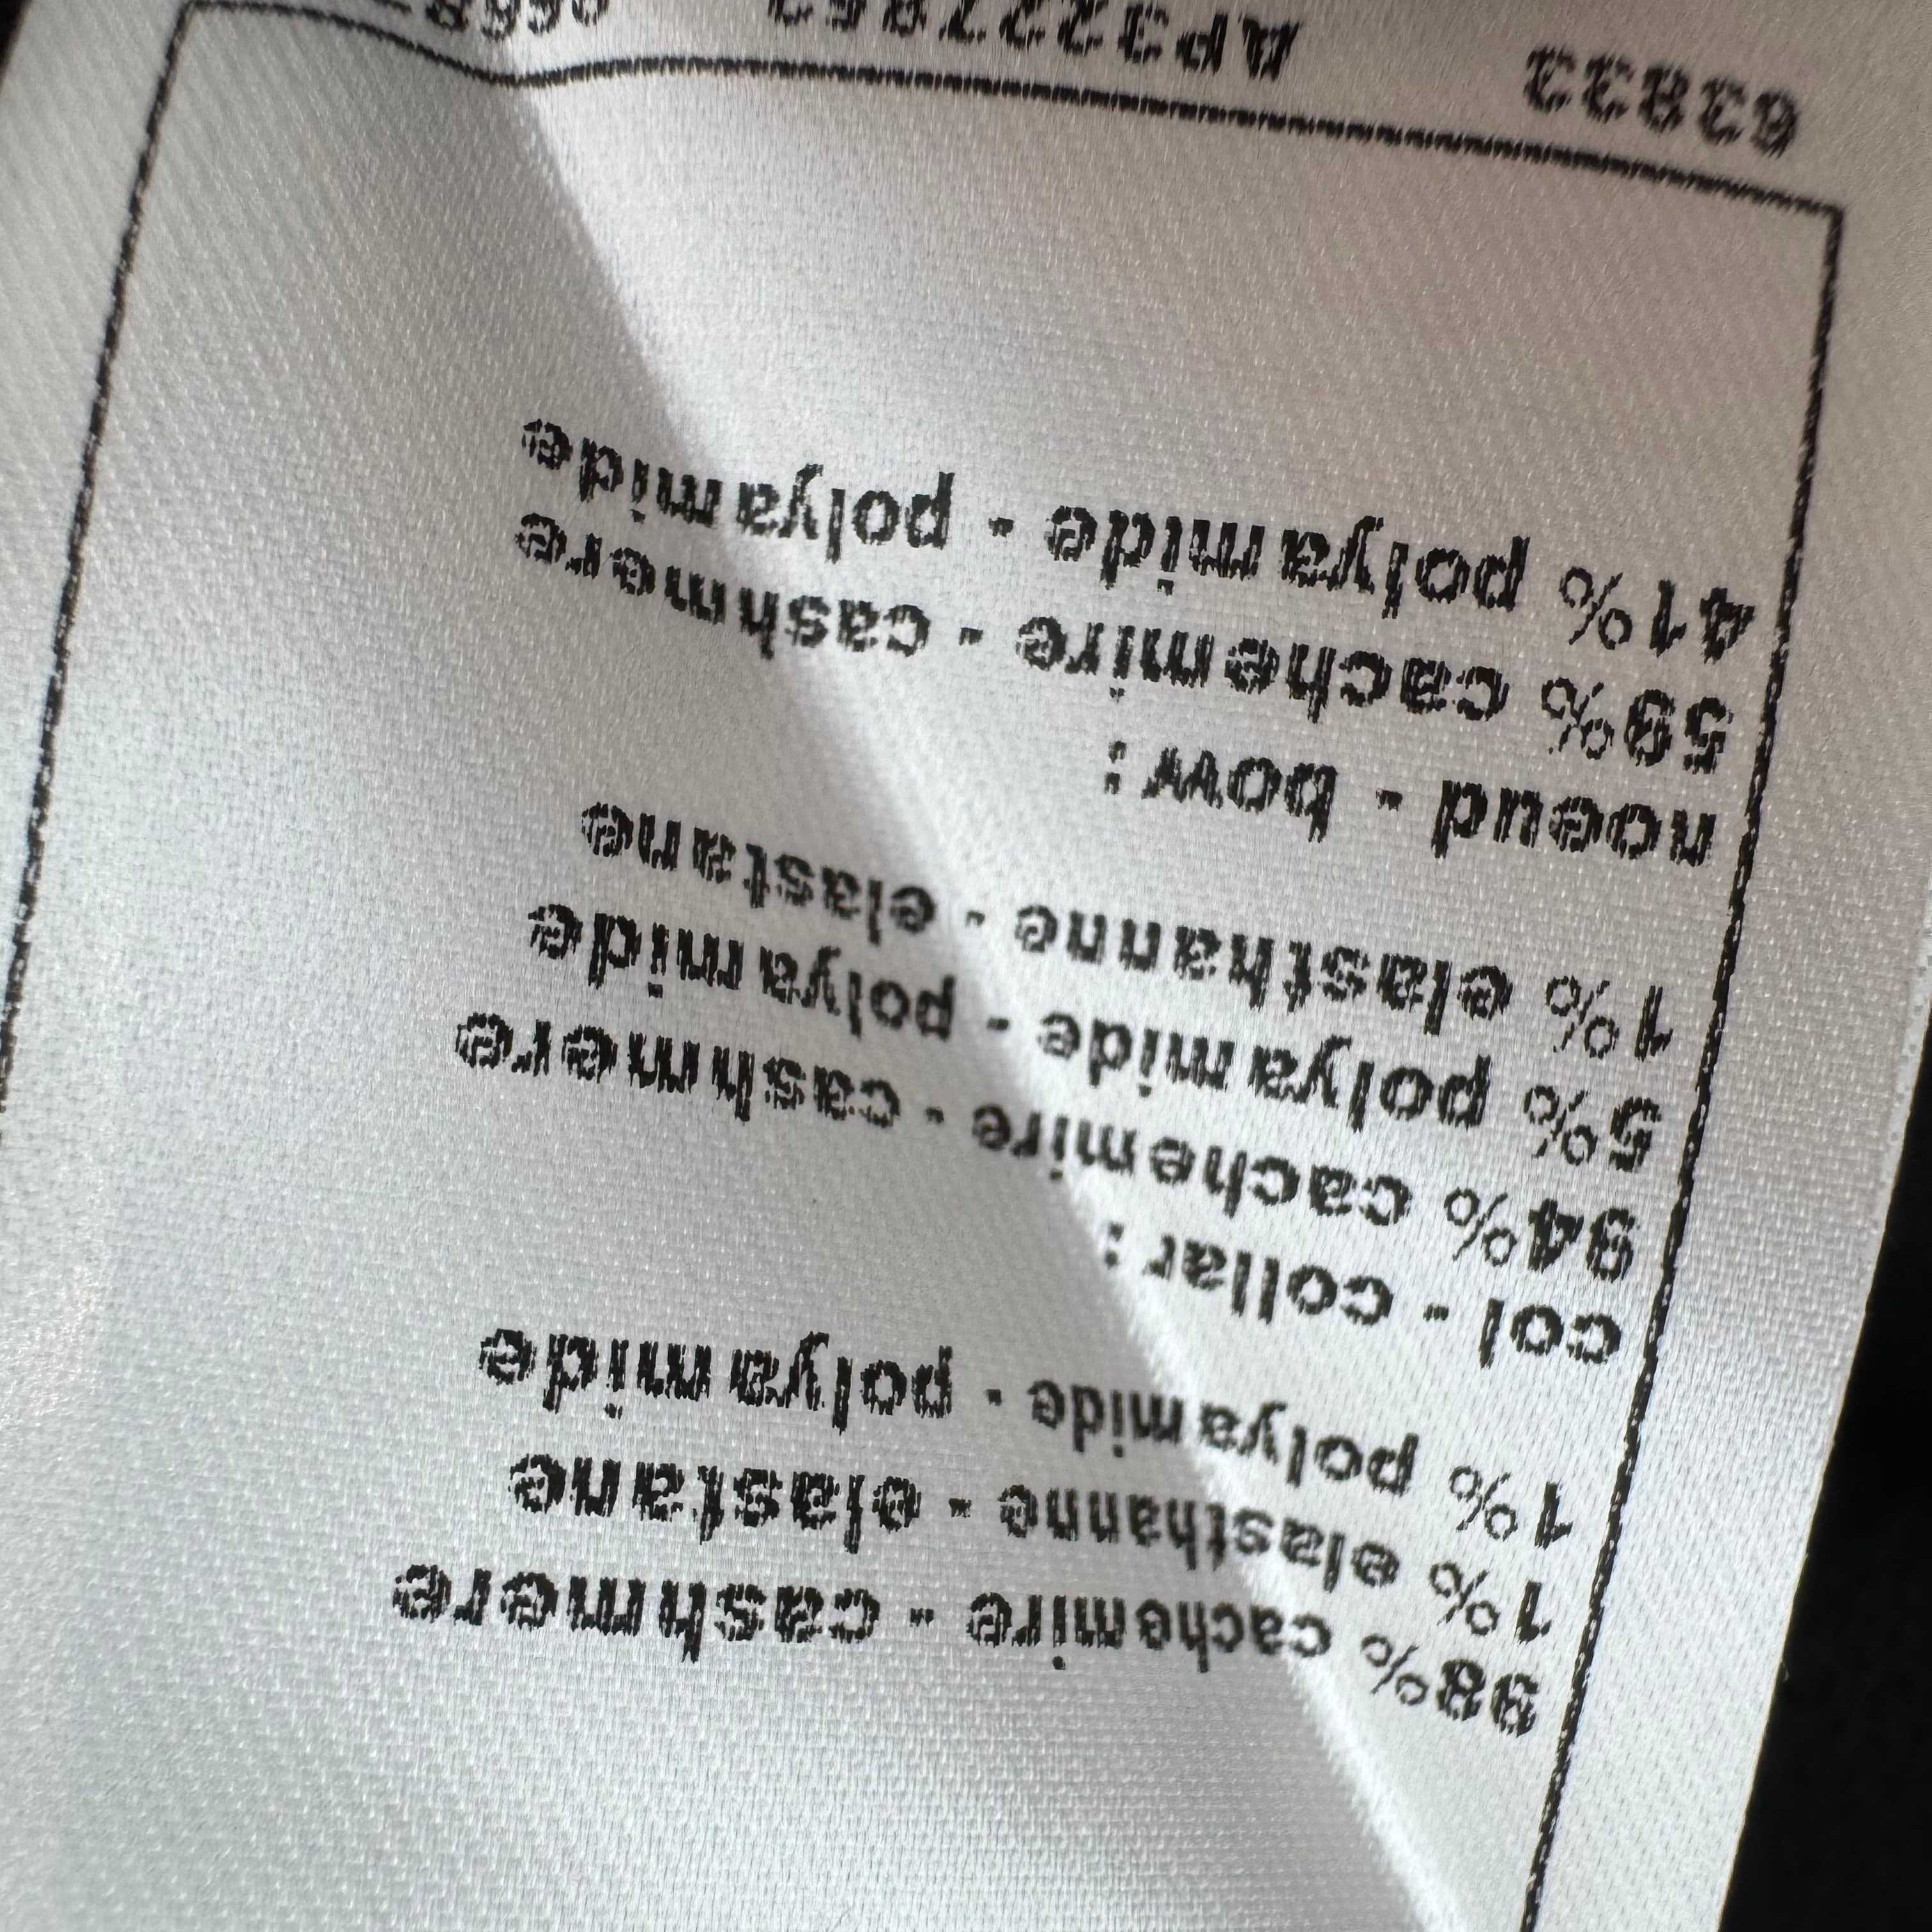 98% cachemire - cashmere
1% elasthanne - elastane
1% polyamide - polyamide
col - collar :
94% cachemire - cashmere
5% polyamide - polyamide
1% elasthanne - elastane
noeud - bow :
59% cachemire - cashmere
41% polyamide - polyamide
63833